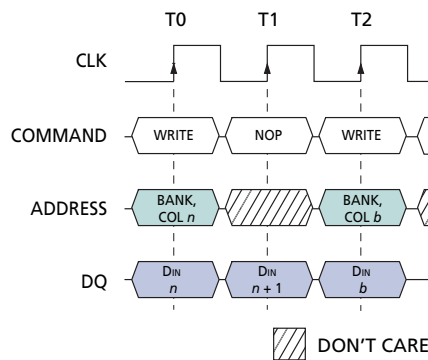 T0 T1 T2
CLK
COMMAND WRITE NOP WRITE
ADDRESS BANK, COL n BANK, COL b
DQ DIN n DIN n + 1 DIN b
DON'T CARE